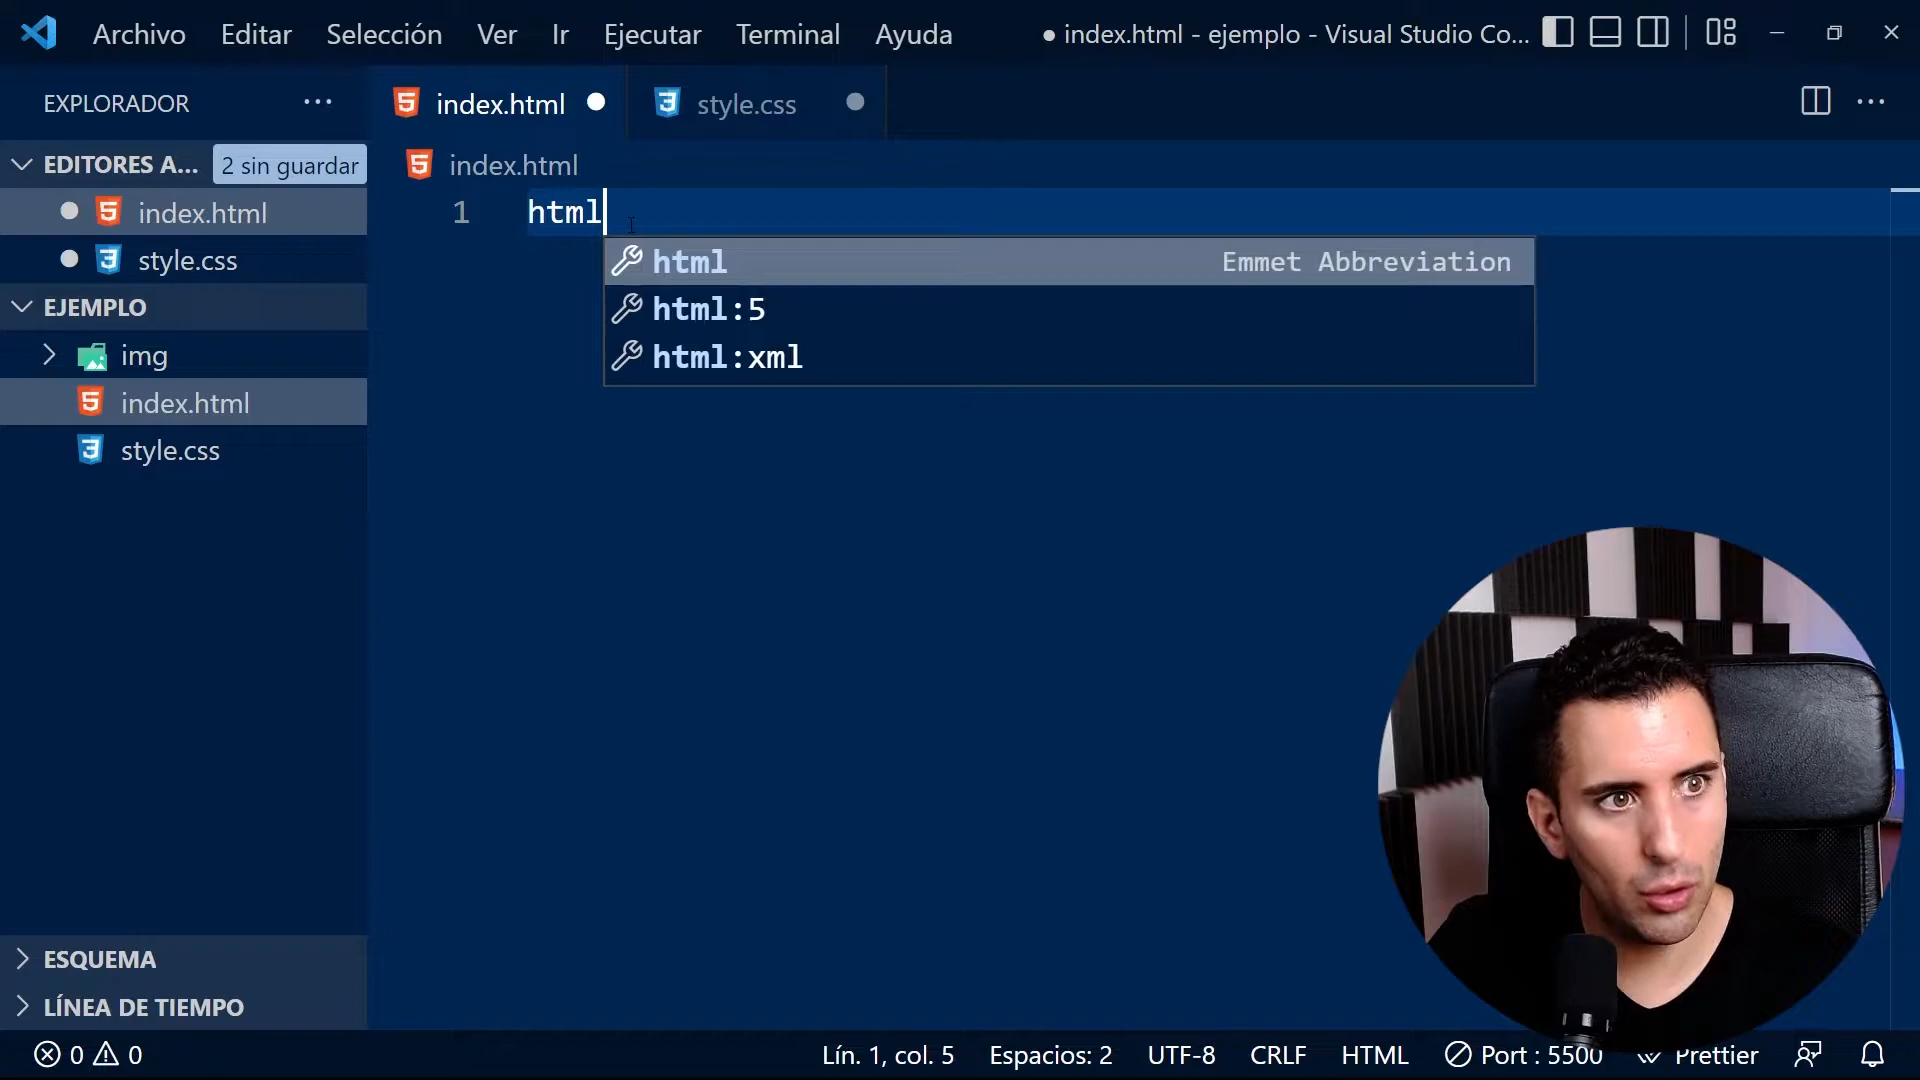 Archivo Editar Selección Ver Ir Ejecutar Terminal Ayuda ● index.html - ejemplo - Visual Studio Co...
EXPLORADOR ···
index.html
style.css
EDITORES A... 2 sin guardar
index.html
style.css
EJEMPLO
img
index.html
style.css
ESQUEMA
LÍNEA DE TIEMPO
index.html
1 html
html Emmet Abbreviation
html:5
html:xml
0 0 Lín. 1, col. 5 Espacios: 2 UTF-8 CRLF HTML Port : 5500 Prettier